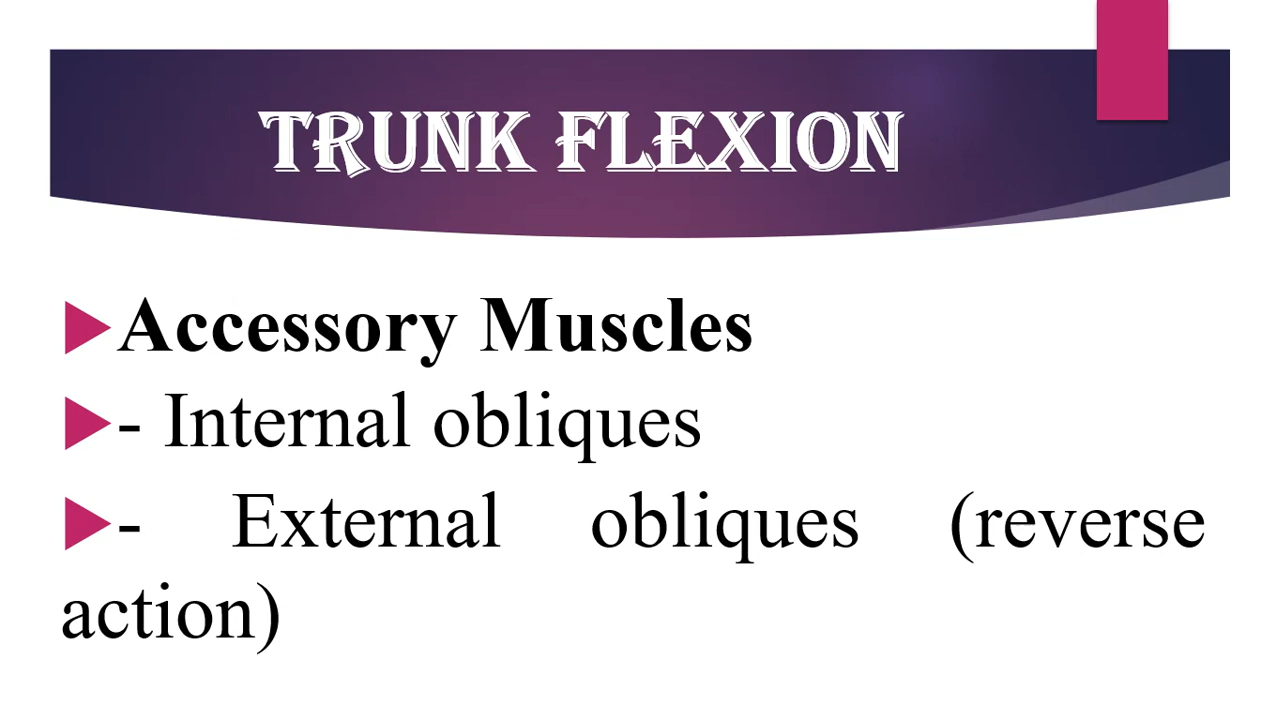 TRUNK FLEXION
Accessory Muscles
- Internal obliques
- External obliques (reverse
action)